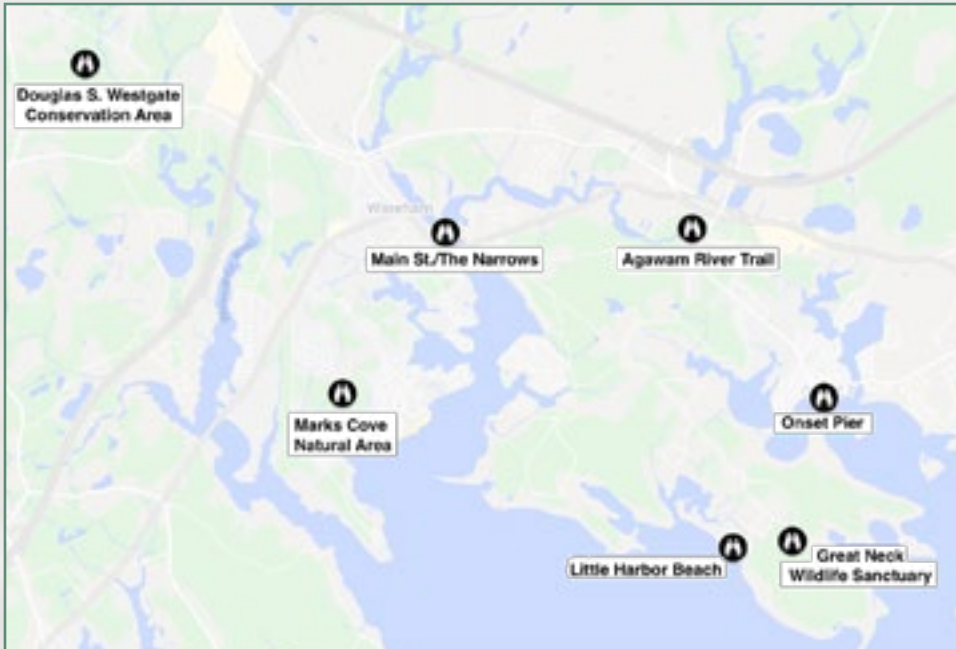 Douglas S. Westgate
Conservation Area
Wareham
Main St./The Narrows
Agawam River Trail
Marks Cove
Natural Area
Onset Pier
Little Harbor Beach
Great Neck
Wildlife Sanctuary